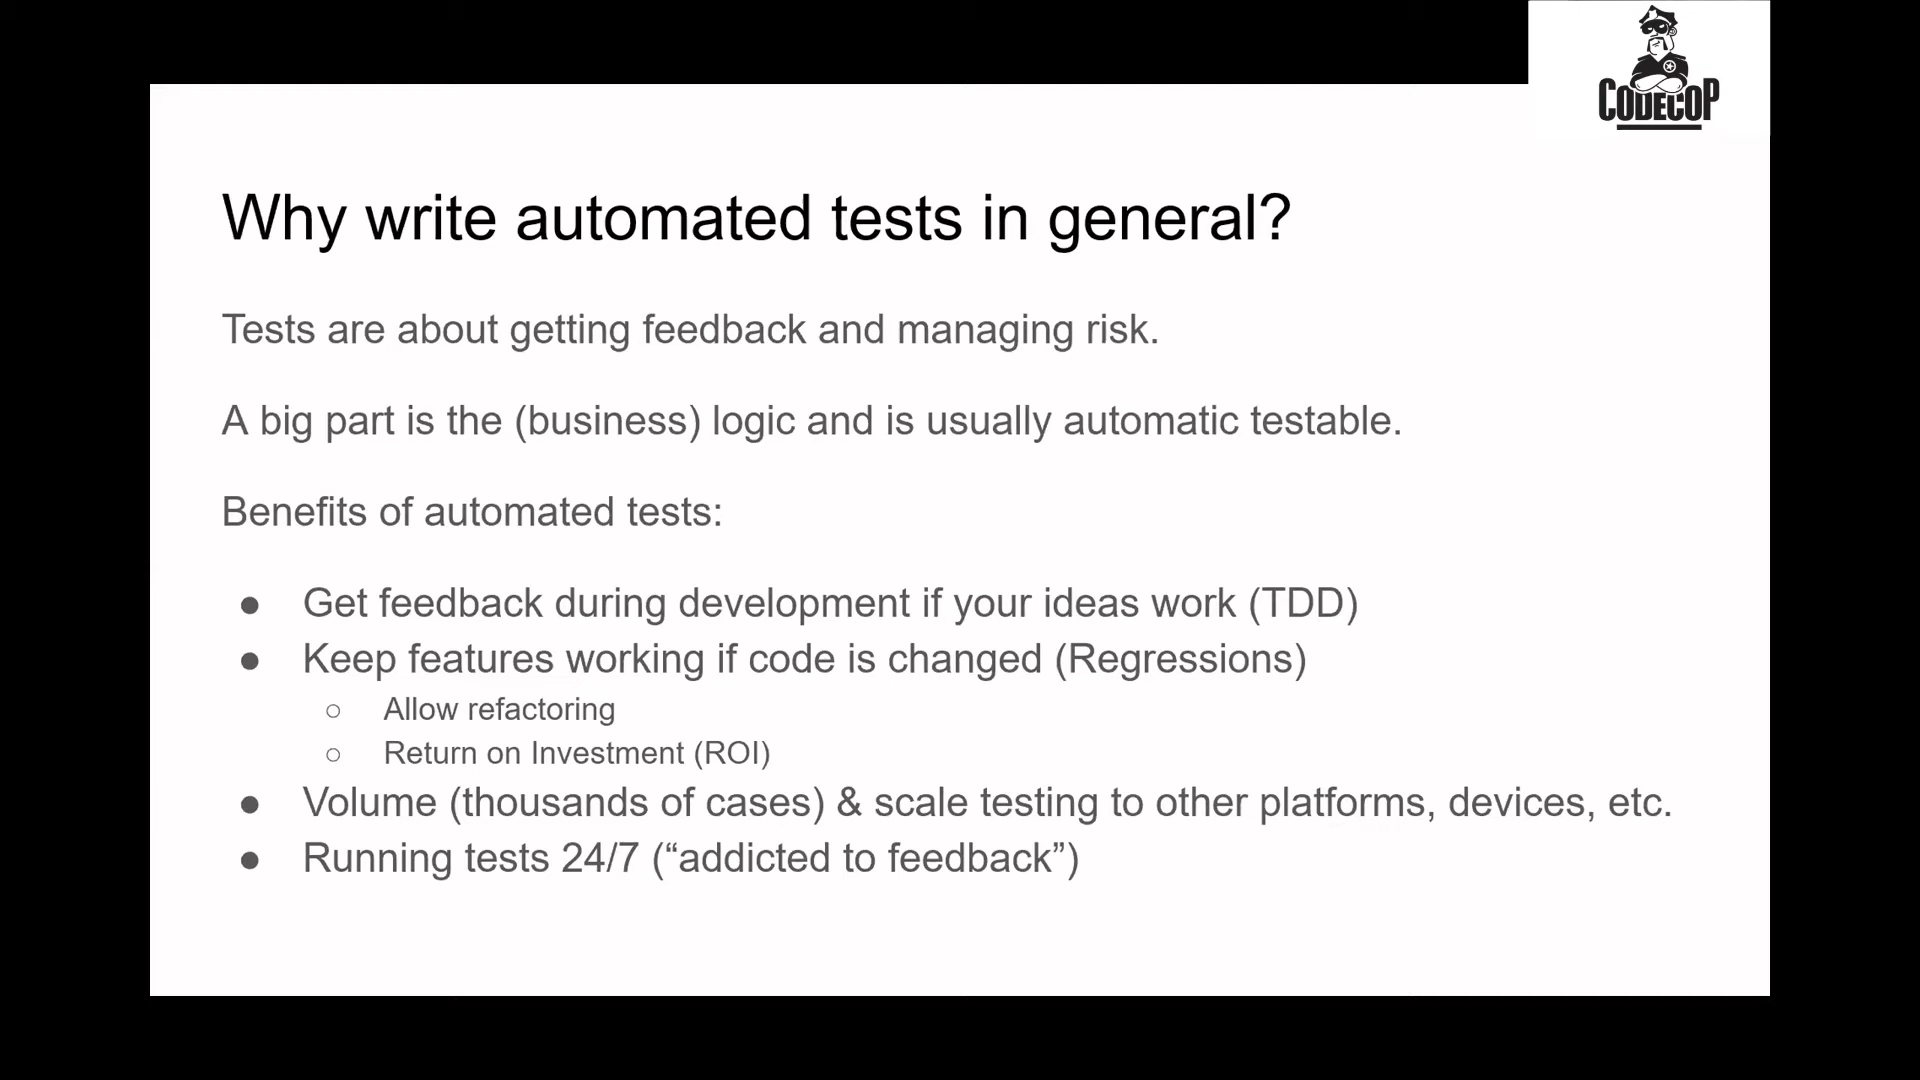 CODECOP
Why write automated tests in general?
Tests are about getting feedback and managing risk.
A big part is the (business) logic and is usually automatic testable.
Benefits of automated tests:
● Get feedback during development if your ideas work (TDD)
● Keep features working if code is changed (Regressions)
○ Allow refactoring
○ Return on Investment (ROI)
● Volume (thousands of cases) & scale testing to other platforms, devices, etc.
● Running tests 24/7 (“addicted to feedback”)